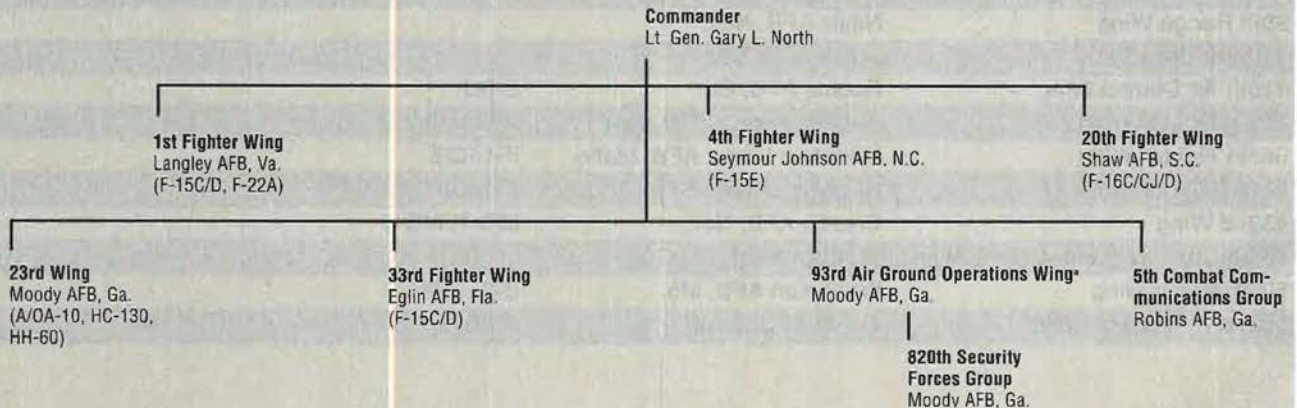 Commander
Lt Gen. Gary L. North
1st Fighter Wing
Langley AFB, Va.
(F-15C/D, F-22A)
4th Fighter Wing
Seymour Johnson AFB, N.C.
(F-15E)
20th Fighter Wing
Shaw AFB, S.C.
(F-16C/CJ/D)
23rd Wing
Moody AFB, Ga.
(A/OA-10, HC-130,
HH-60)
33rd Fighter Wing
Eglin AFB, Fla.
(F-15C/D)
93rd Air Ground Operations Wingª
Moody AFB, Ga.
820th Security
Forces Group
Moody AFB, Ga.
5th Combat Com-
munications Group
Robins AFB, Ga.